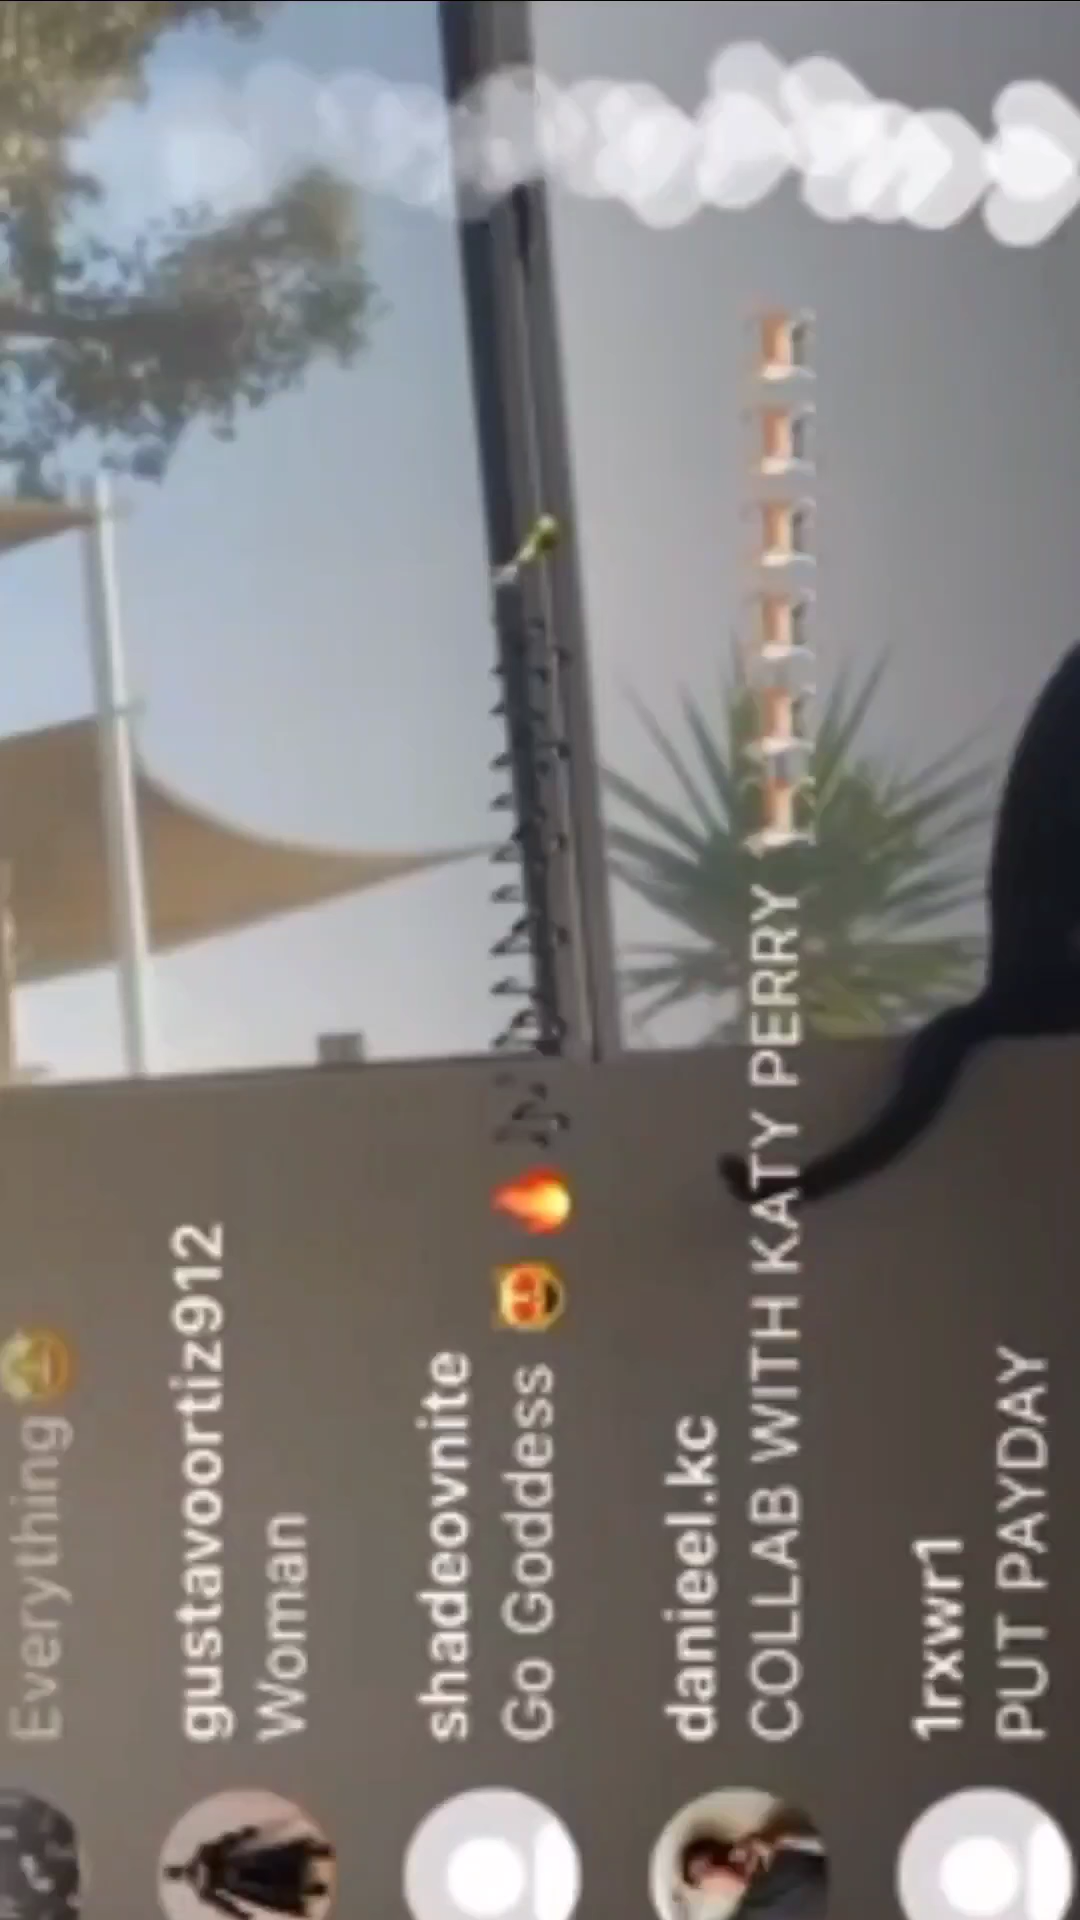 Everything🤩
gustavoortiz912
Woman
shadeovnite
Go Goddess 😍🔥
danieel.kc
COLLAB WITH KATY PERRY
1rxwr1
PUT PAYDAY